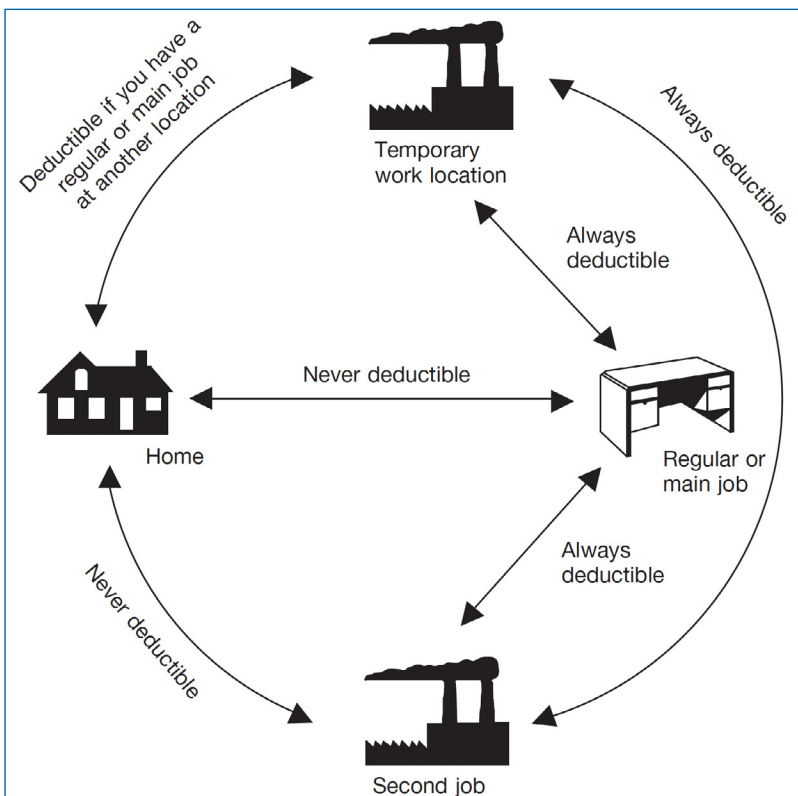 Deductible if you have a
regular or main job
at another location
Temporary
work location
Always deductible
Always
deductible
Never deductible
Home
Regular or
main job
Always
deductible
Never deductible
Second job